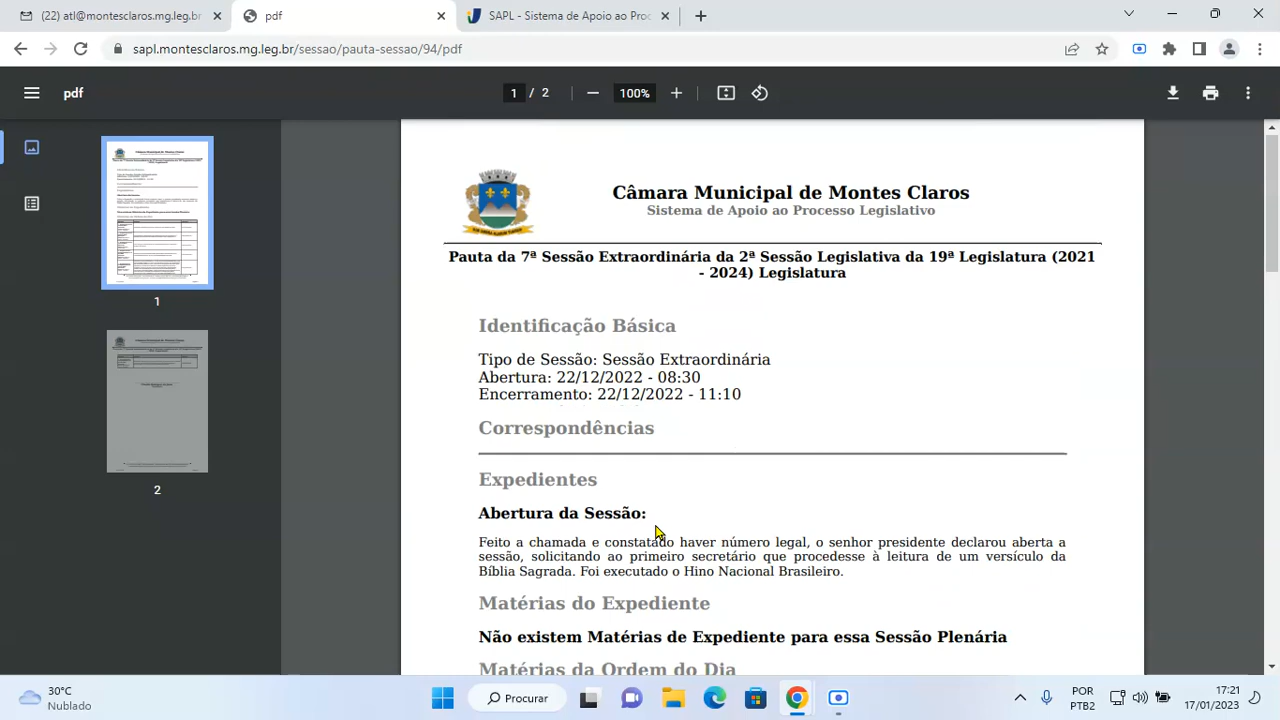 (22) atl@montesclaros.mg.leg.br
pdf
SAPL - Sistema de Apoio ao Proc
sapl.montesclaros.mg.leg.br/sessao/pauta-sessao/94/pdf
pdf
1 / 2
100%
1
2
Câmara Municipal de Montes Claros
Sistema de Apoio ao Processo Legislativo
Pauta da 7ª Sessão Extraordinária da 2ª Sessão Legislativa da 19ª Legislatura (2021
- 2024) Legislatura
Identificação Básica
Tipo de Sessão: Sessão Extraordinária
Abertura: 22/12/2022 - 08:30
Encerramento: 22/12/2022 - 11:10
Correspondências
Expedientes
Abertura da Sessão:
Feito a chamada e constatado haver número legal, o senhor presidente declarou aberta a
sessão, solicitando ao primeiro secretário que procedesse à leitura de um versículo da
Bíblia Sagrada. Foi executado o Hino Nacional Brasileiro.
Matérias do Expediente
Não existem Matérias de Expediente para essa Sessão Plenária
Matérias da Ordem do Dia
30°C
Nublado
Procurar
POR
PTB2
17:21
17/01/2023